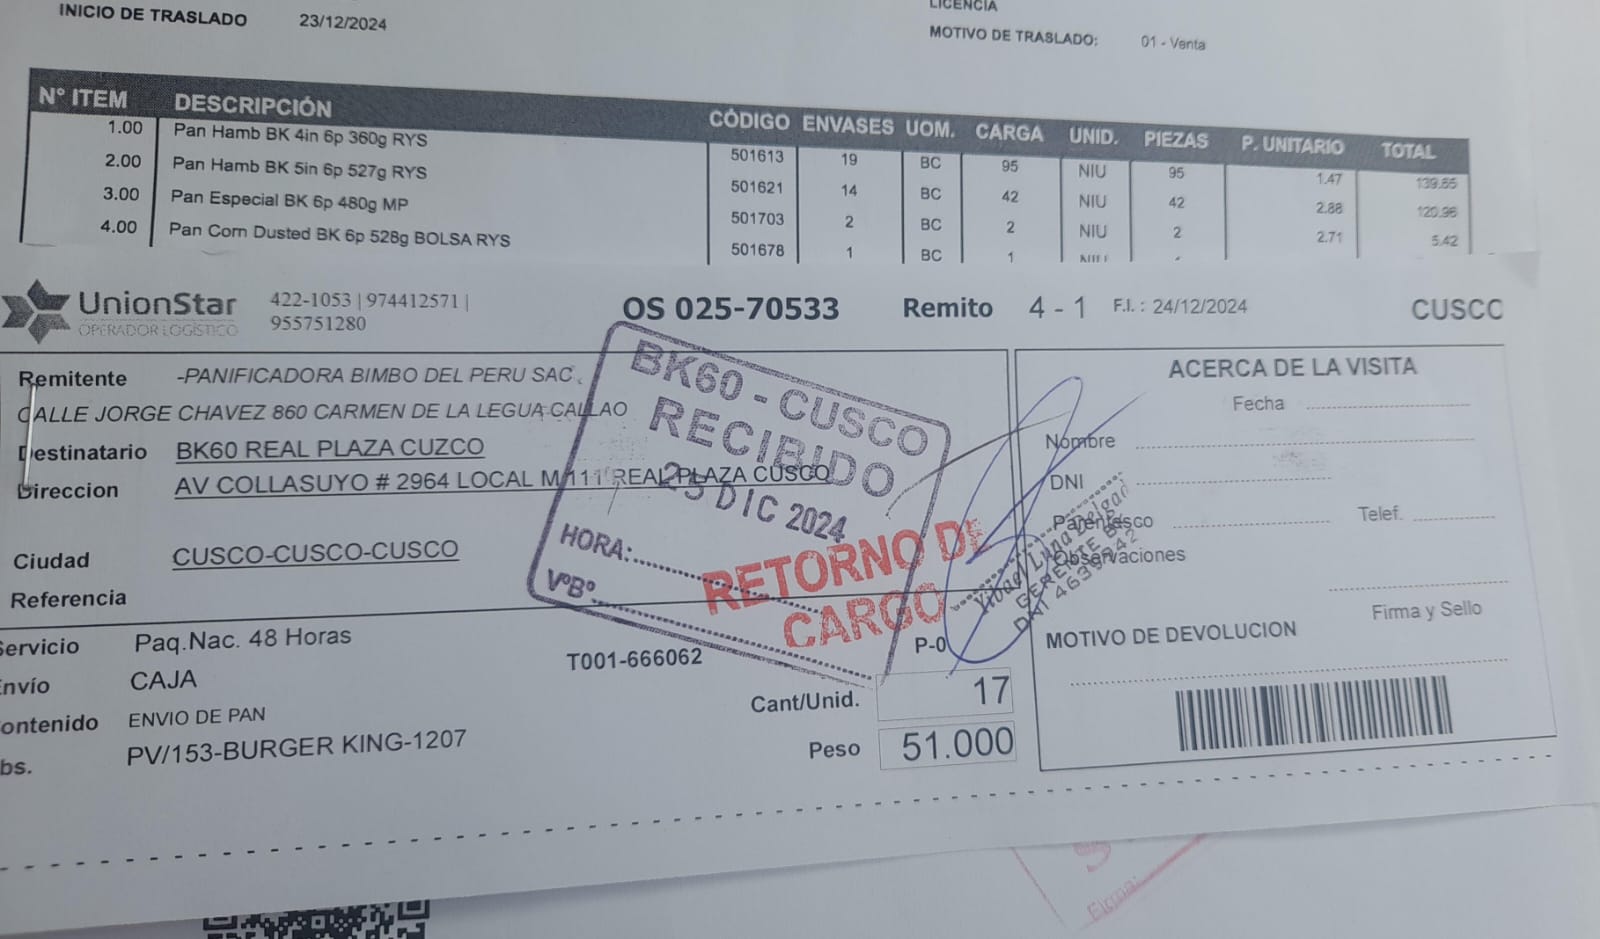 INICIO DE TRASLADO 23/12/2024
LICENCIA
MOTIVO DE TRASLADO: 01 - Venta
N° ITEM DESCRIPCIÓN CÓDIGO ENVASES UOM. CARGA UNID. PIEZAS P. UNITARIO TOTAL
1.00 Pan Hamb BK 4in 6p 360g RYS 501613 19 BC 95 NIU 95 1.47 139.65
2.00 Pan Hamb BK 5in 6p 527g RYS 501621 14 BC 42 NIU 42 2.88 120.96
3.00 Pan Especial BK 6p 480g MP 501703 2 BC 2 NIU 2 2.71 5.42
4.00 Pan Corn Dusted BK 6p 528g BOLSA RYS 501678 1 BC 1 NIU
UnionStar 422-1053 | 974412571 |
OPERADOR LOGÍSTICO 955751280
OS 025-70533 Remito 4 - 1 F.I. : 24/12/2024 CUSCO
Remitente -PANIFICADORA BIMBO DEL PERU SAC
CALLE JORGE CHAVEZ 860 CARMEN DE LA LEGUA-CALLAO
Destinatario BK60 REAL PLAZA CUZCO
Direccion AV COLLASUYO # 2964 LOCAL M 111 REAL PLAZA CUSCO
Ciudad CUSCO-CUSCO-CUSCO
Referencia
Servicio Paq.Nac. 48 Horas
Envío CAJA
T001-666062
P-0
ontenido ENVIO DE PAN
bs. PV/153-BURGER KING-1207
Cant/Unid. 17
Peso 51.000
BK60 - CUSCO
RECIBIDO
DIC 2024
HORA:
V°B°
RETORNO DE
CARGO
ACERCA DE LA VISITA
Fecha
Nombre
DNI
Parentesco Telef.
Observaciones
Firma y Sello
MOTIVO DE DEVOLUCION
Luna Delgado
GERENTE
DNI